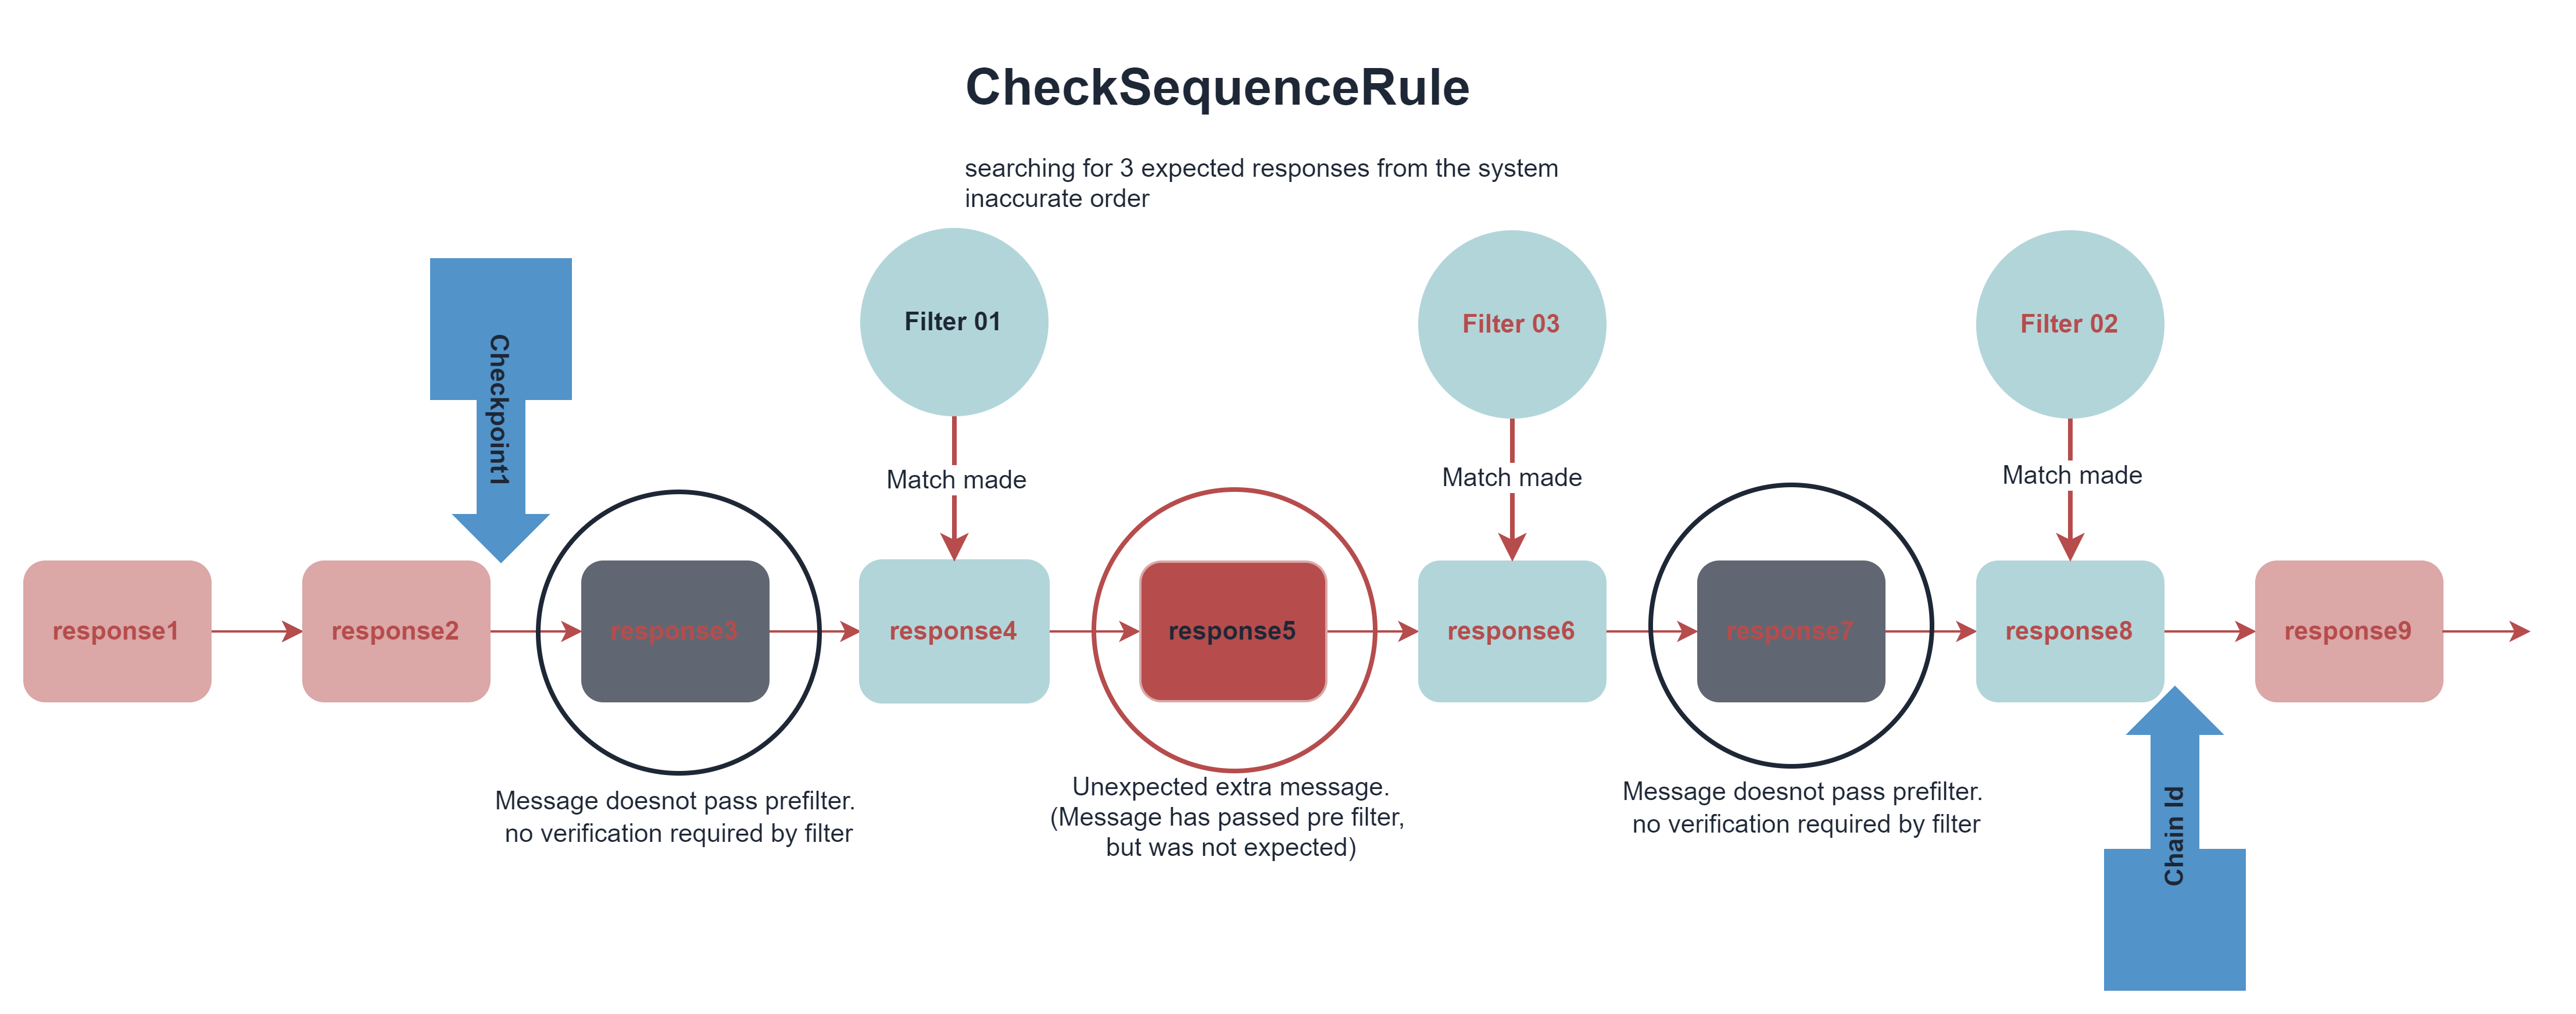 CheckSequenceRule
searching for 3 expected responses from the system
inaccurate order
Filter 01
Filter 03
Filter 02
Checkpoint1
Match made
Match made
Match made
response1
response2
response3
response4
response5
response6
response7
response8
response9
Message doesnot pass prefilter.
no verification required by filter
Unexpected extra message.
(Message has passed pre filter,
but was not expected)
Message doesnot pass prefilter.
no verification required by filter
Chain Id